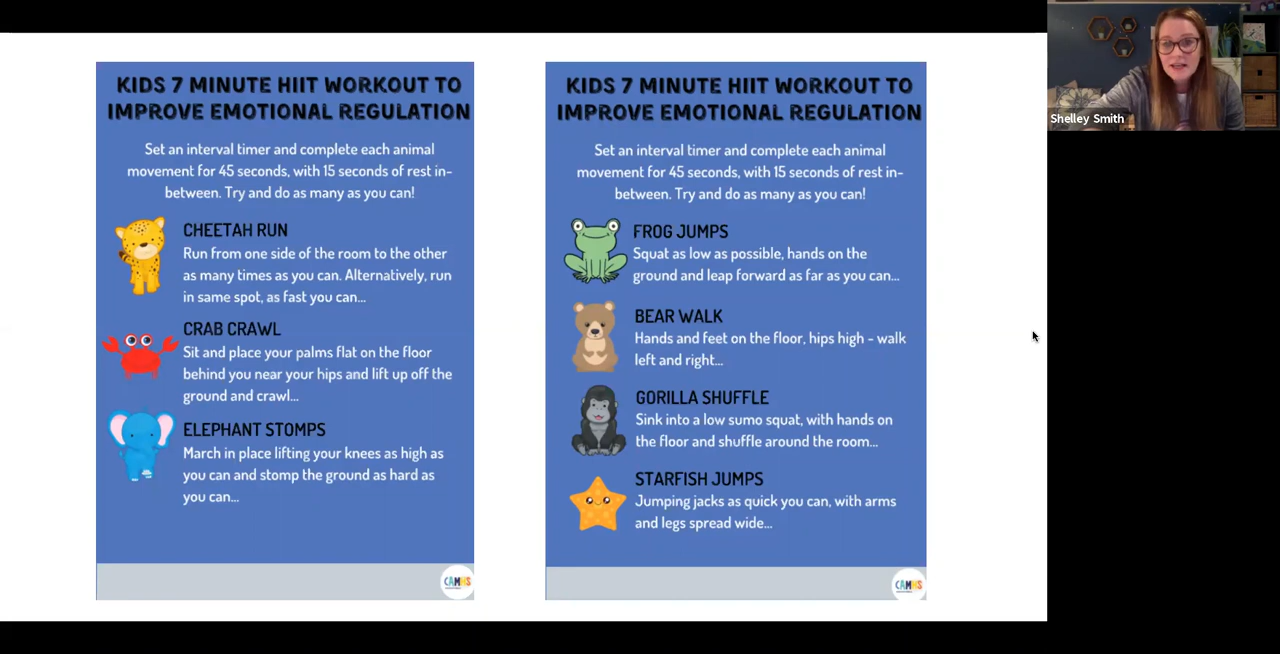 KIDS 7 MINUTE HIIT WORKOUT TO
IMPROVE EMOTIONAL REGULATION
Set an interval timer and complete each animal
movement for 45 seconds, with 15 seconds of rest in-
between. Try and do as many as you can!
CHEETAH RUN
Run from one side of the room to the other
as many times as you can. Alternatively, run
in same spot, as fast you can...
CRAB CRAWL
Sit and place your palms flat on the floor
behind you near your hips and lift up off the
ground and crawl...
ELEPHANT STOMPS
March in place lifting your knees as high as
you can and stomp the ground as hard as
you can...
CAMHS
KIDS 7 MINUTE HIIT WORKOUT TO
IMPROVE EMOTIONAL REGULATION
Set an interval timer and complete each animal
movement for 45 seconds, with 15 seconds of rest in-
between. Try and do as many as you can!
FROG JUMPS
Squat as low as possible, hands on the
ground and leap forward as far as you can...
BEAR WALK
Hands and feet on the floor, hips high - walk
left and right...
GORILLA SHUFFLE
Sink into a low sumo squat, with hands on
the floor and shuffle around the room...
STARFISH JUMPS
Jumping jacks as quick you can, with arms
and legs spread wide...
CAMHS
Shelley Smith